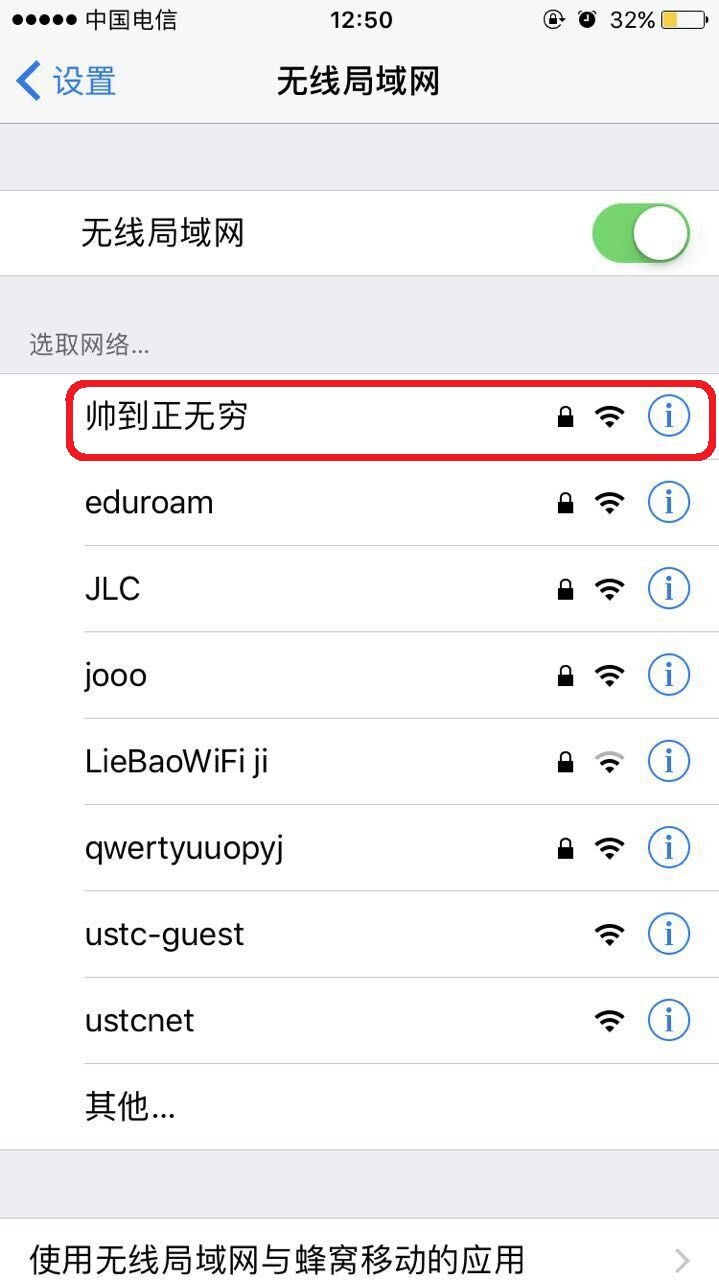 中国电信 12:50 32%
设置 无线局域网
无线局域网
选取网络...
帅到正无穷
eduroam
JLC
jooo
LieBaoWiFi ji
qwertyuuopyj
ustc-guest
ustcnet
其他...
使用无线局域网与蜂窝移动的应用